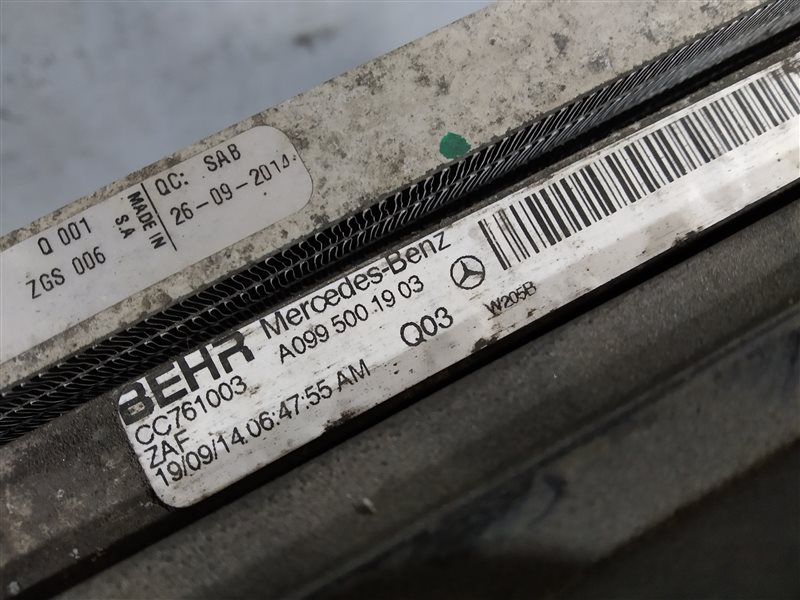 Q 001
ZGS 006
MADE IN
S.A
QC: SAB
26-09-2014
BEHR Mercedes-Benz
CC761003 A099 500 19 03
ZAF Q03
19/09/14.06:47:55 AM
W205B